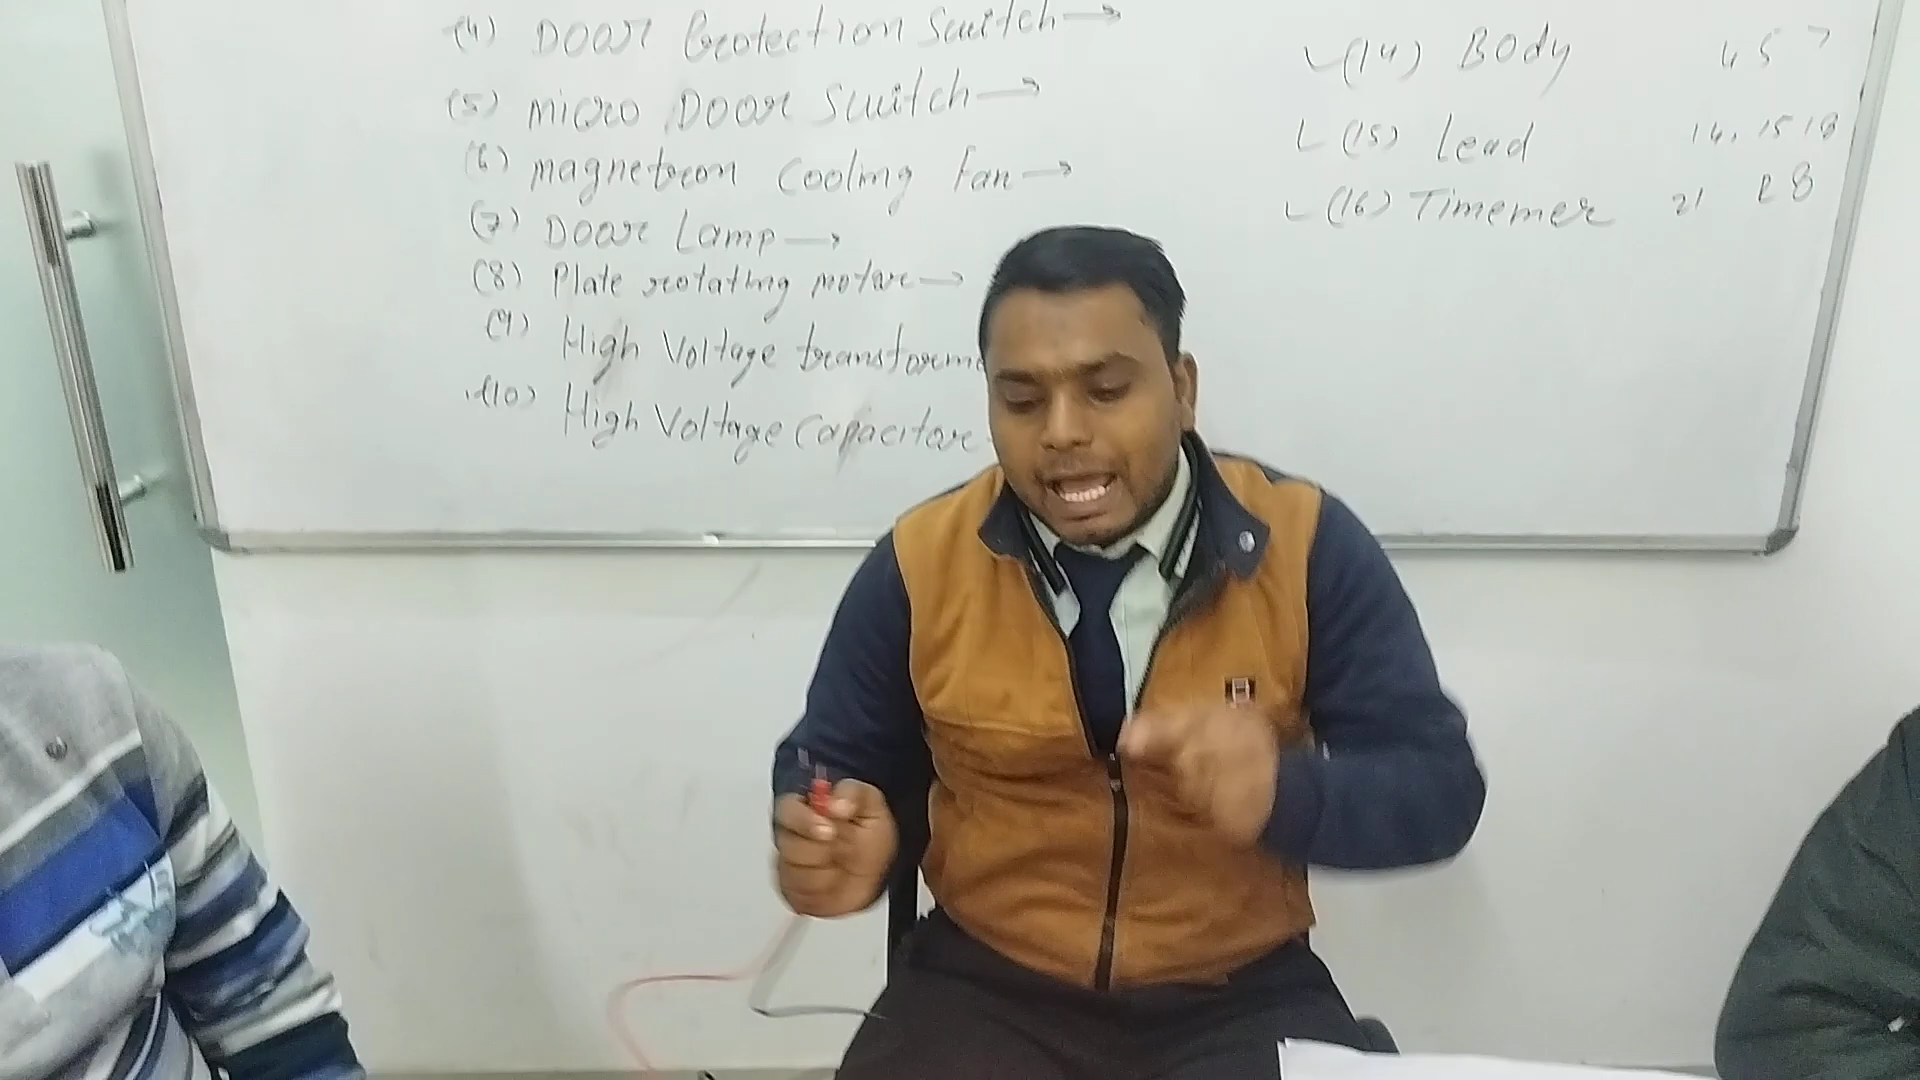 (4) DOOR Protection Switch→
(5) micro DOOR Switch→
(6) magnetron Cooling Fan→
(7) DOOR Lamp→
(8) Plate rotating motor→
(9) High Voltage transforme
(10) High Voltage Capacitor
(14) Body 4 5 7
(15) Lead 14, 15 18
(16) Timemer 21 28
H